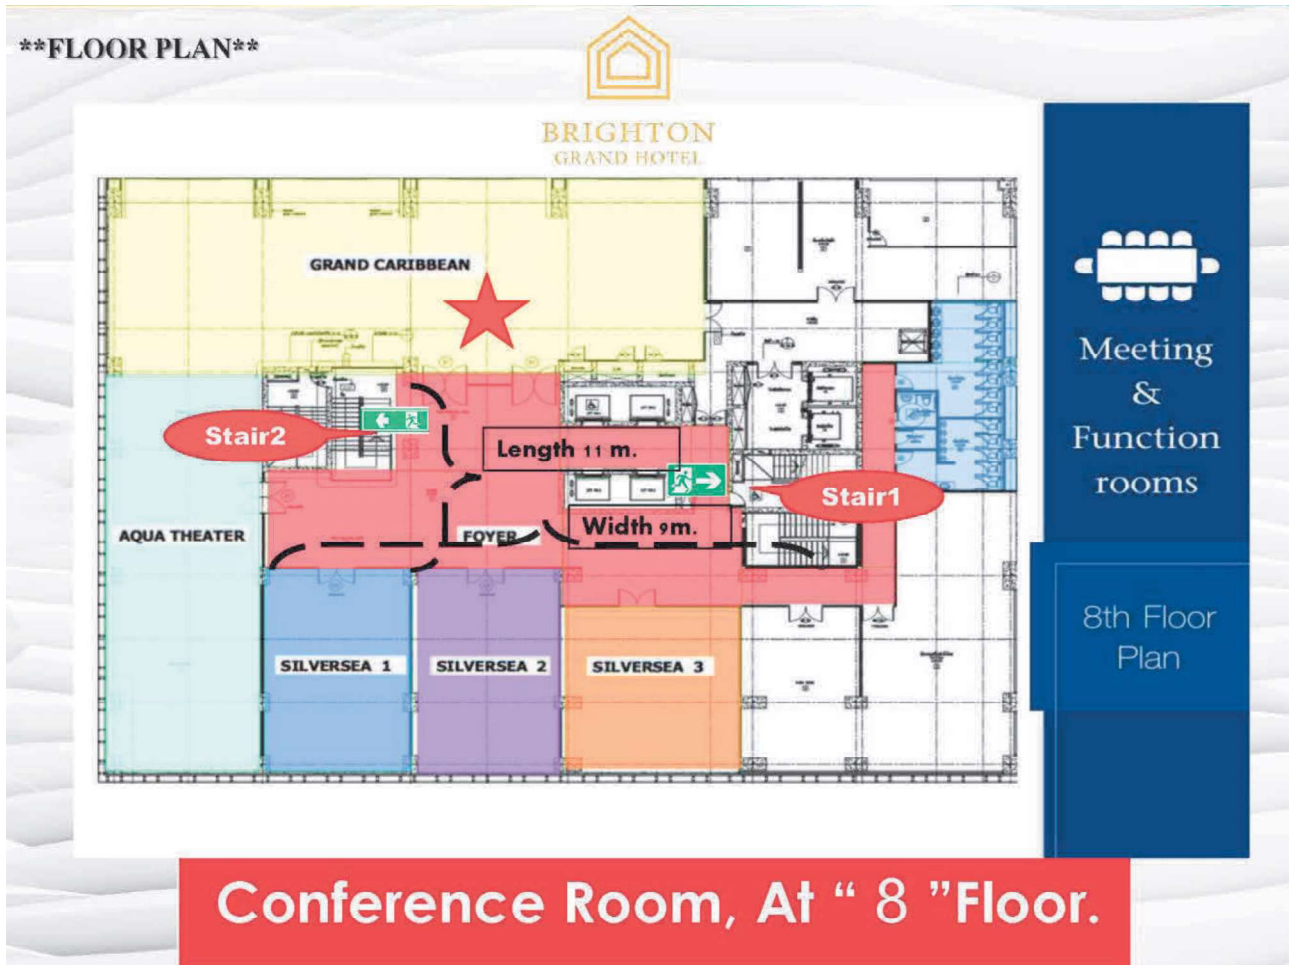 **FLOOR PLAN**
BRIGHTON
GRAND HOTEL
GRAND CARIBBEAN
Stair2
Length 11 m.
Stair1
Width 9m.
AQUA THEATER
FOYER
SILVERSEA 1
SILVERSEA 2
SILVERSEA 3
Meeting
&
Function
rooms
8th Floor
Plan
Conference Room, At “ 8 ”Floor.